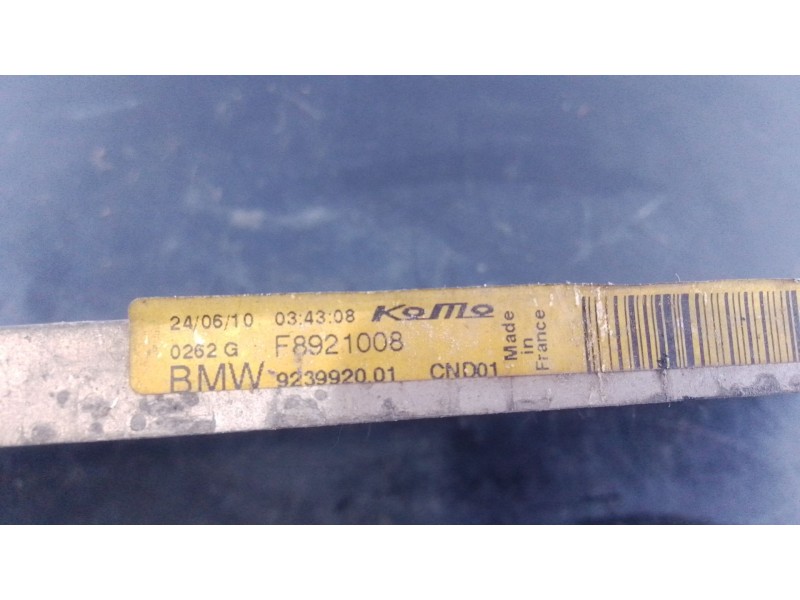 24/06/10 03:43:08 KoMo
0262 G F8921008
BMW 9239920.01 CND01
Made
in
France